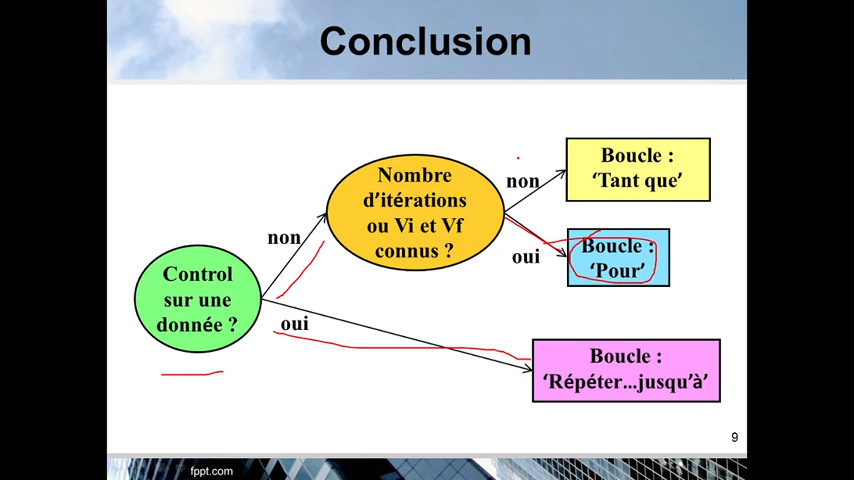 Conclusion
Nombre
d’itérations
ou Vi et Vf
connus ?
non
oui
Boucle :
‘Tant que’
Boucle :
‘Pour’
non
Control
sur une
donnée ?
oui
Boucle :
‘Répéter...jusqu’à’
9
fppt.com